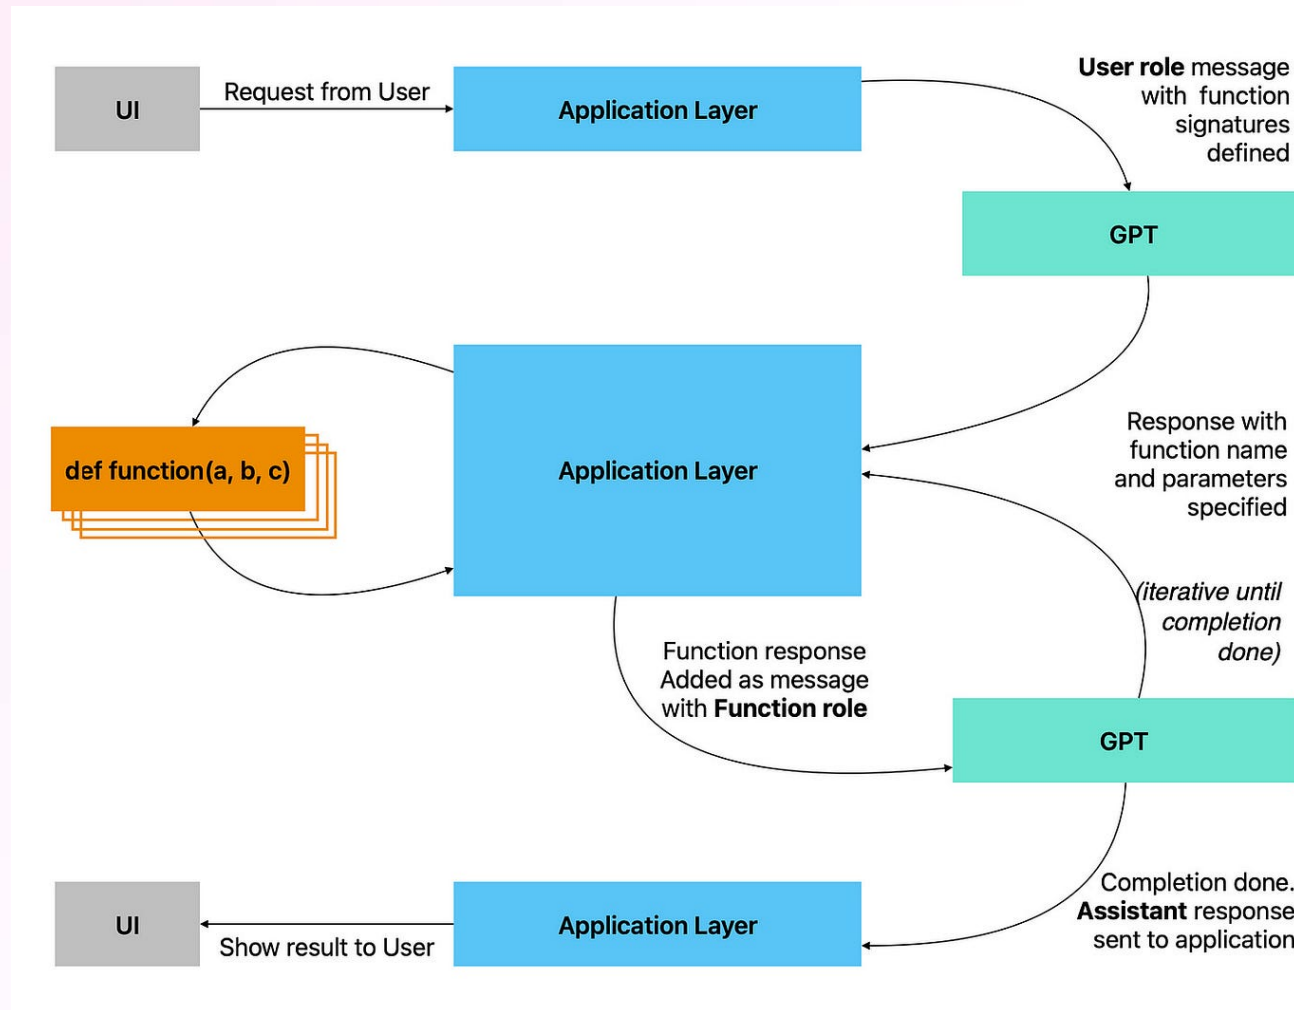 UI
Request from User
Application Layer
User role message
with function
signatures
defined
GPT
def function(a, b, c)
Application Layer
Response with
function name
and parameters
specified
(iterative until
completion
done)
Function response
Added as message
with Function role
GPT
UI
Show result to User
Application Layer
Completion done.
Assistant response
sent to application